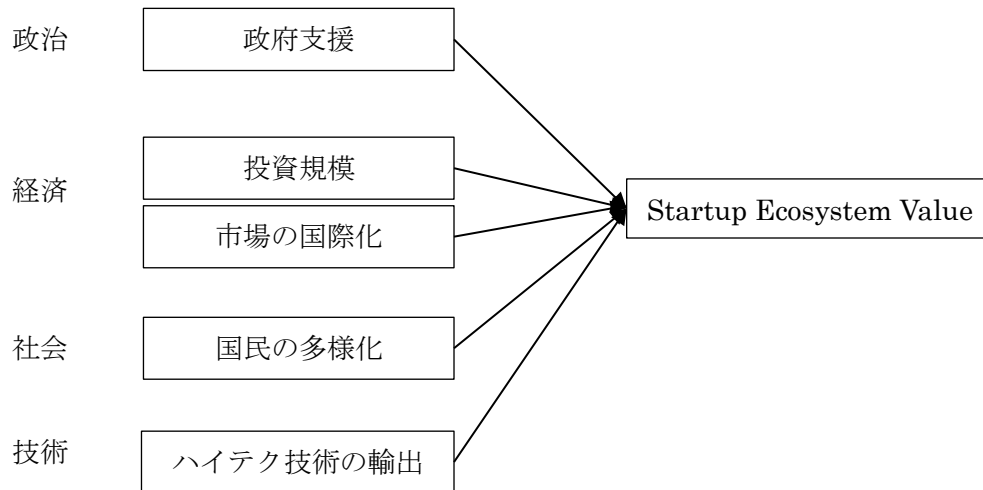 政治
政府支援
経済
投資規模
市場の国際化
Startup Ecosystem Value
社会
国民の多様化
技術
ハイテク技術の輸出